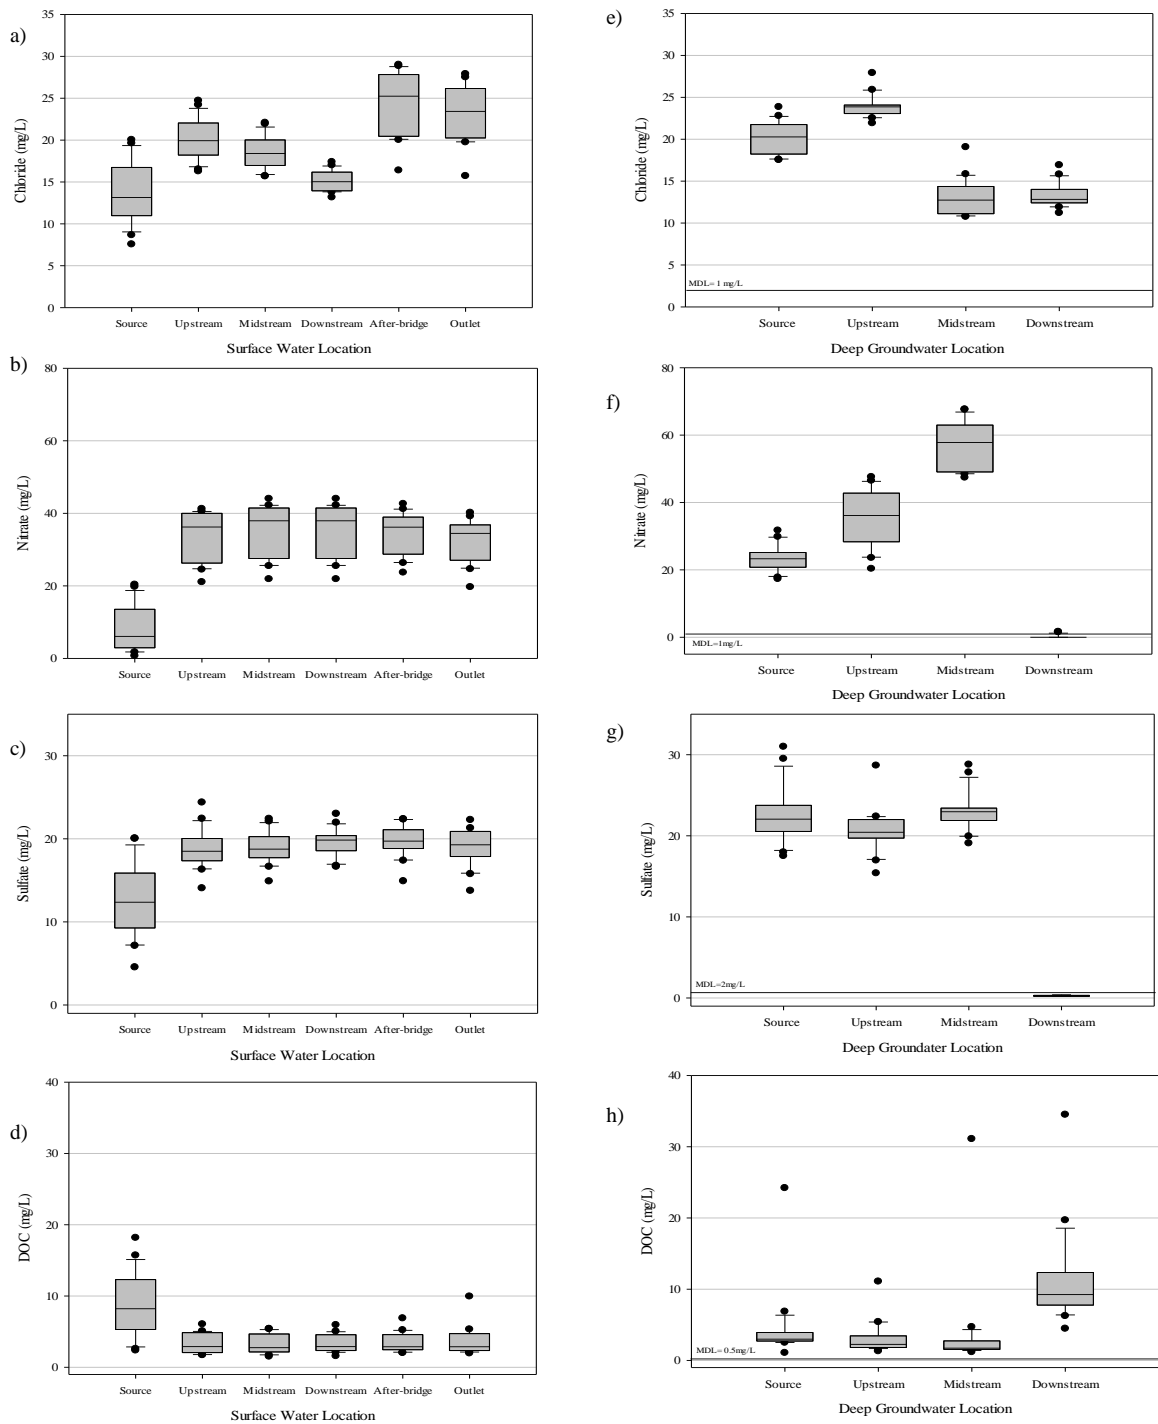 a)
35
30
25
20
15
10
5
0
Chloride (mg/L)
Source Upstream Midstream Downstream After-bridge Outlet
Surface Water Location
e)
35
30
25
20
15
10
5
0
Chloride (mg/L)
MDL= 1 mg/L
Source Upstream Midstream Downstream
Deep Groundwater Location
b)
80
60
40
20
0
Nitrate (mg/L)
Source Upstream Midstream Downstream After-bridge Outlet
f)
80
60
40
20
0
Nitrate (mg/L)
MDL=1mg/L
Source Upstream Midstream Downstream
Deep Groundwater Location
c)
30
20
10
0
Sulfate (mg/L)
Source Upstream Midstream Downstream After-bridge Outlet
Surface Water Location
g)
30
20
10
0
Sulfate (mg/L)
MDL=2mg/L
Source Upstream Midstream Downstream
Deep Groundater Location
d)
40
30
20
10
0
DOC (mg/L)
Source Upstream Midstream Downstream After-bridge Outlet
Surface Water Location
h)
40
30
20
10
0
DOC (mg/L)
MDL= 0.5mg/L
Source Upstream Midstream Downstream
Deep Groundwater Location